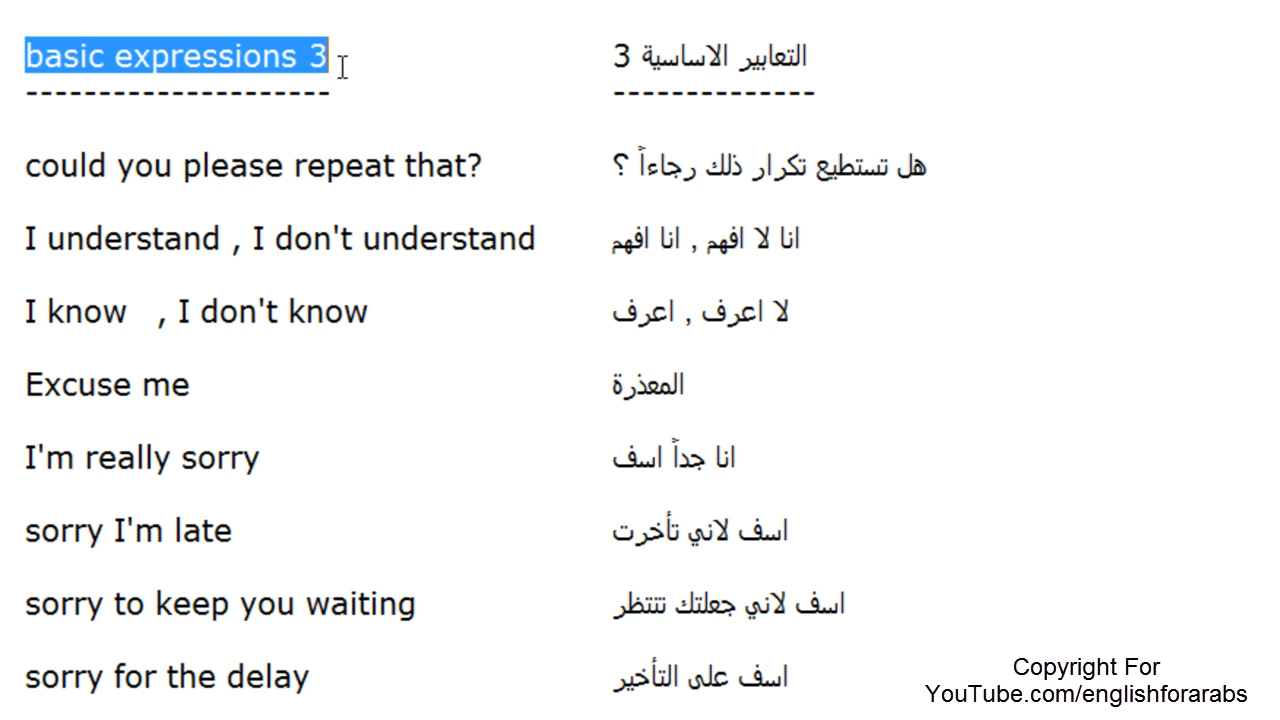 basic expressions 3 التعابير الاساسية 3
--------------------- --------------
could you please repeat that? هل تستطيع تكرار ذلك رجاءاً ؟
I understand , I don't understand انا لا افهم , انا افهم
I know , I don't know لا اعرف , اعرف
Excuse me المعذرة
I'm really sorry انا جداً اسف
sorry I'm late اسف لاني تأخرت
sorry to keep you waiting اسف لاني جعلتك تنتظر
sorry for the delay اسف على التأخير
Copyright For
YouTube.com/englishforarabs